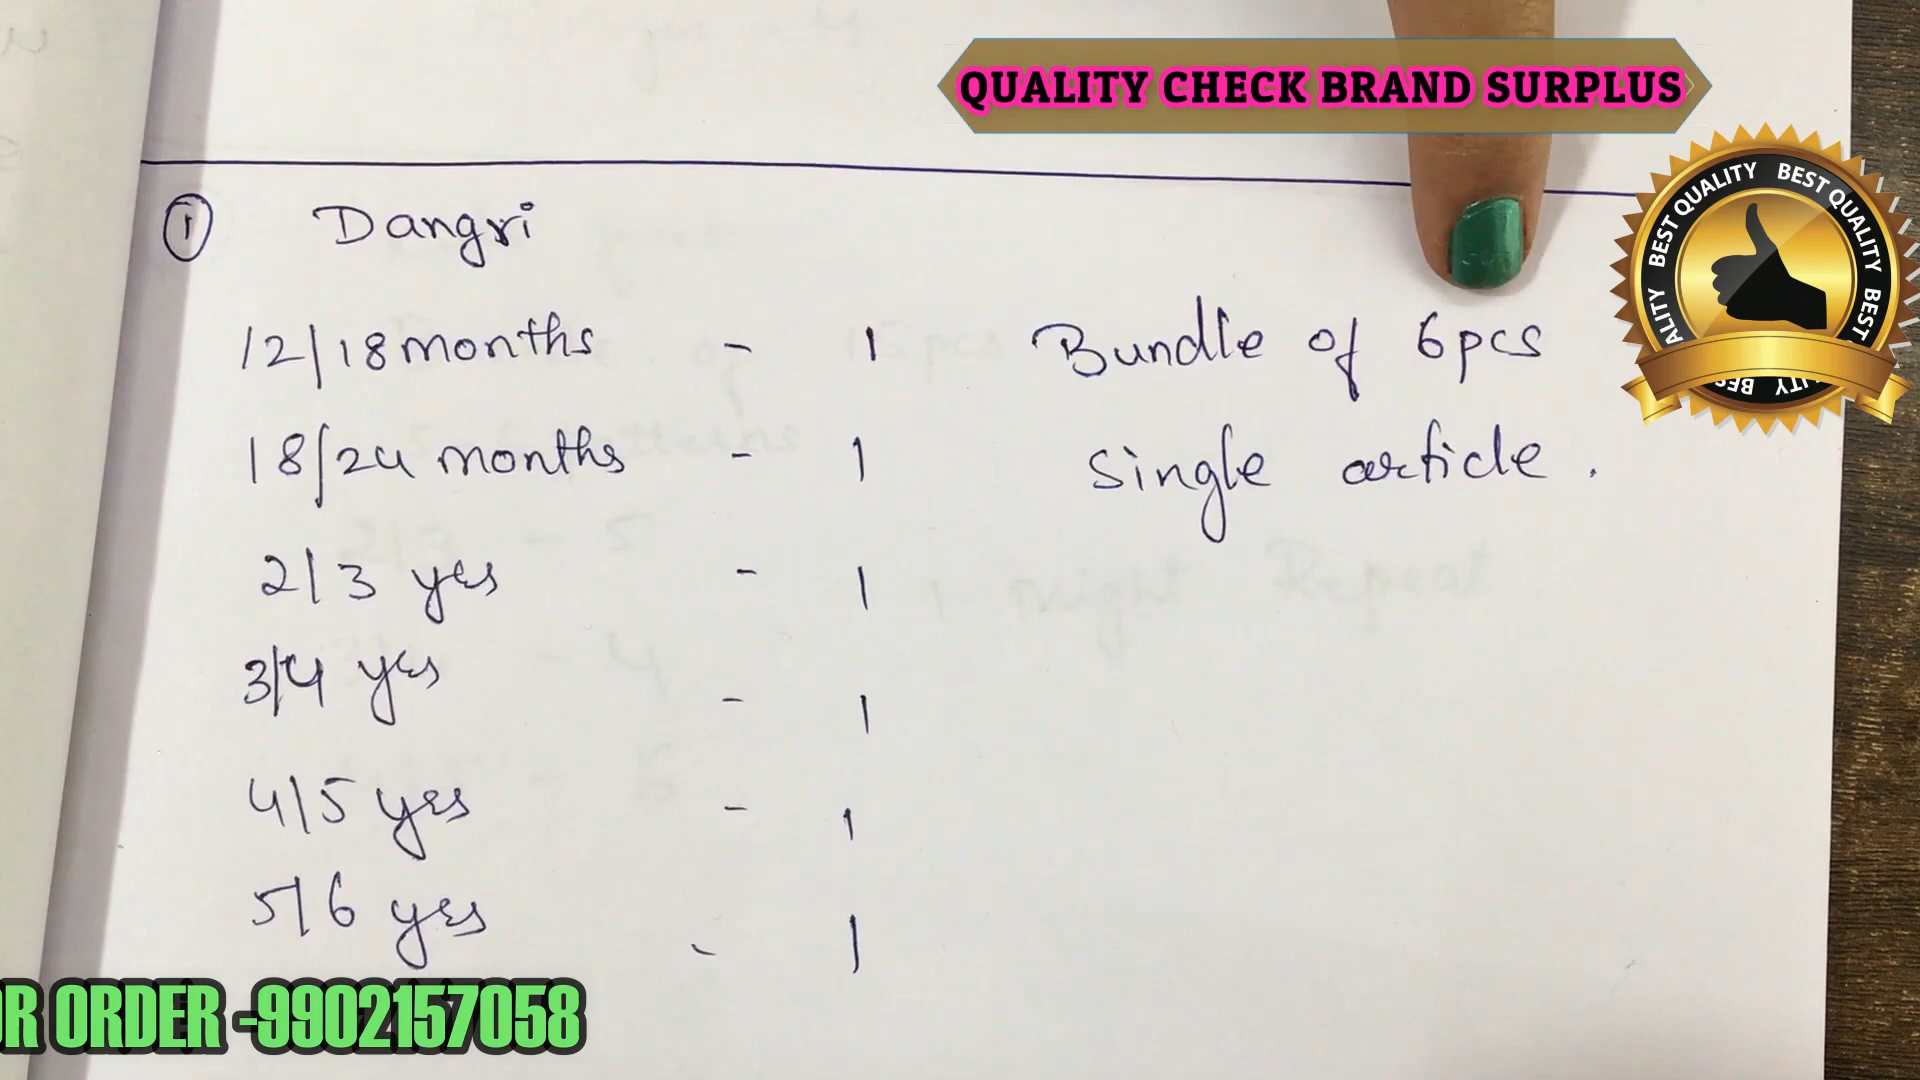 QUALITY CHECK BRAND SURPLUS
BEST QUALITY BEST QUALITY BEST
① Dangri
12/18 months - 1 Bundle of 6pcs
18/24 months - 1 Single article.
2/3 yrs - 1
3/4 yrs - 1
4/5 yrs - 1
5/6 yrs - 1
OR ORDER -9902157058